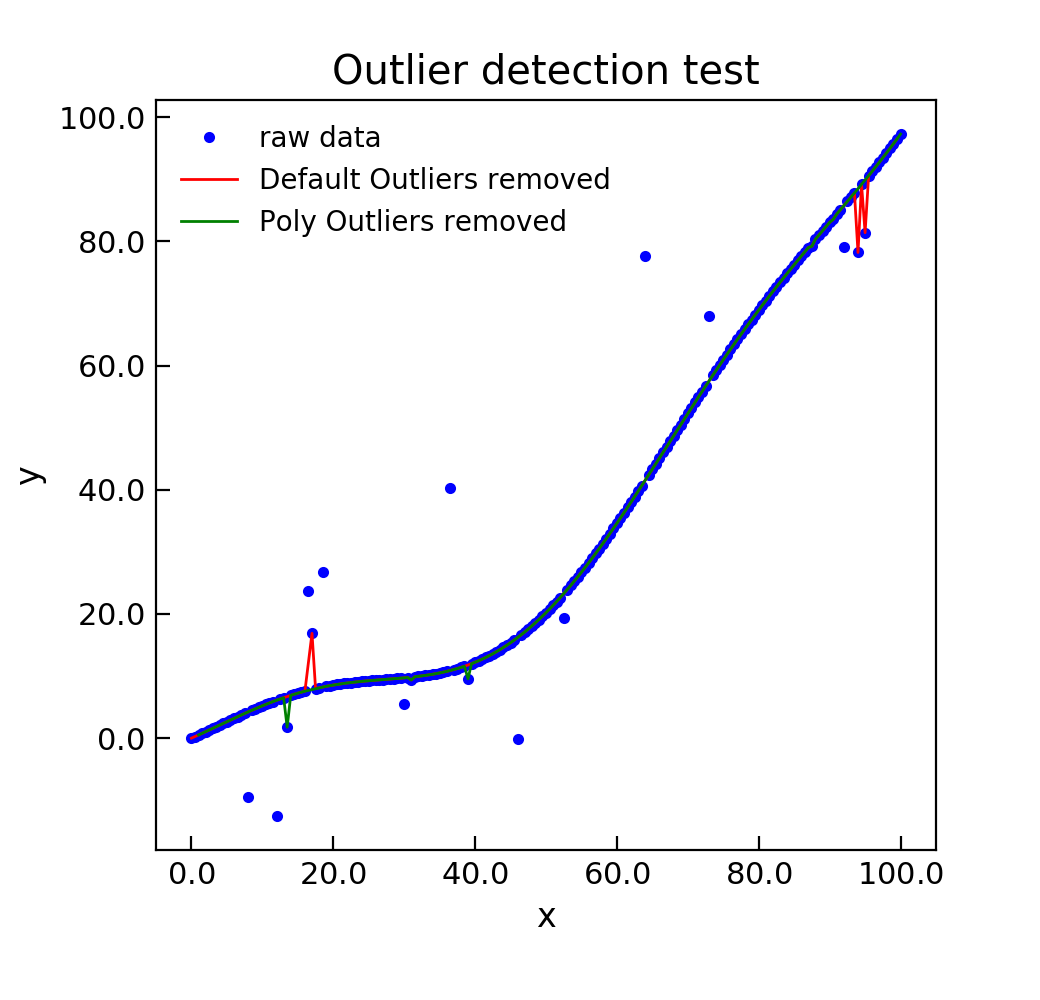 Outlier detection test
raw data
Default Outliers removed
Poly Outliers removed
100.0
80.0
60.0
40.0
20.0
0.0
y
0.0 20.0 40.0 60.0 80.0 100.0
x